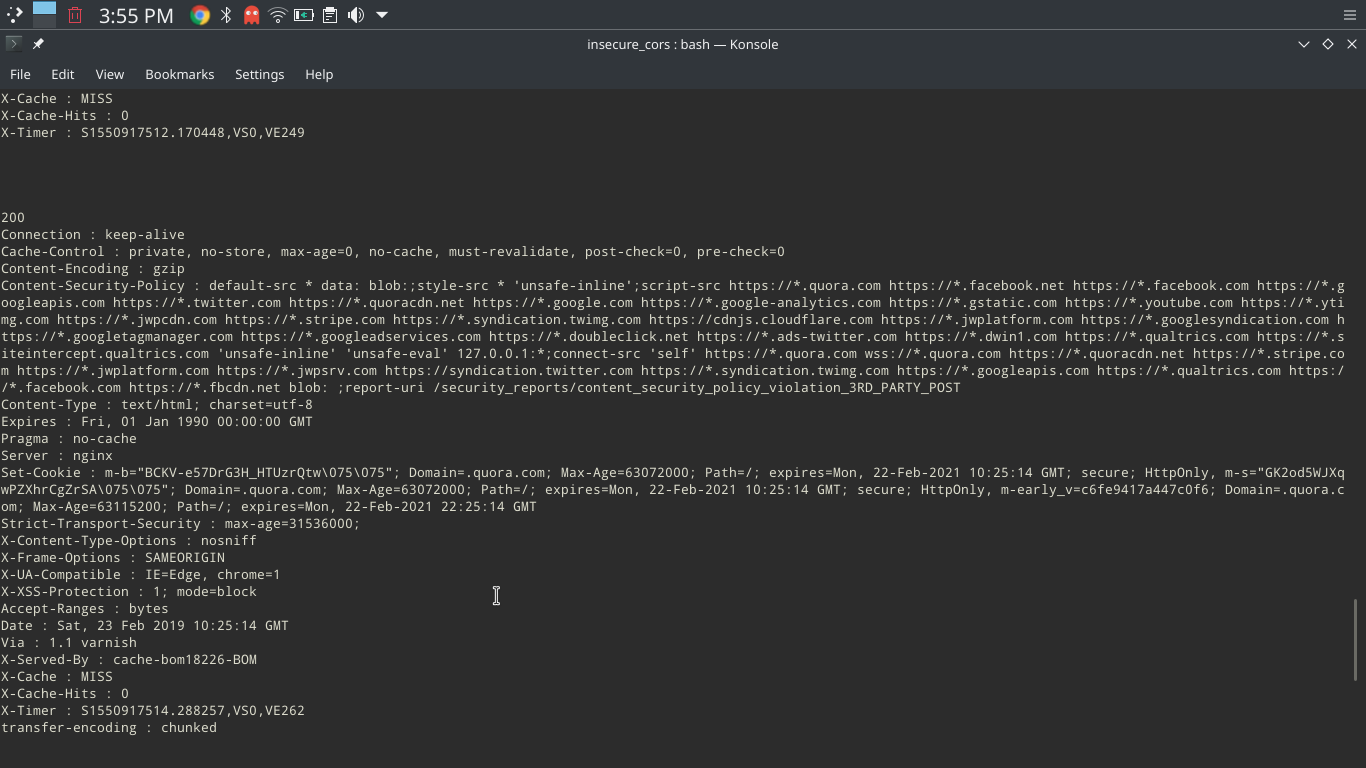 3:55 PM
insecure_cors : bash — Konsole
File Edit View Bookmarks Settings Help
X-Cache : MISS
X-Cache-Hits : 0
X-Timer : S1550917512.170448,VS0,VE249
200
Connection : keep-alive
Cache-Control : private, no-store, max-age=0, no-cache, must-revalidate, post-check=0, pre-check=0
Content-Encoding : gzip
Content-Security-Policy : default-src * data: blob:;style-src * 'unsafe-inline';script-src https://*.quora.com https://*.facebook.net https://*.facebook.com https://*.g
oogleapis.com https://*.twitter.com https://*.quoracdn.net https://*.google.com https://*.google-analytics.com https://*.gstatic.com https://*.youtube.com https://*.yti
mg.com https://*.jwpcdn.com https://*.stripe.com https://*.syndication.twimg.com https://cdnjs.cloudflare.com https://*.jwplatform.com https://*.googlesyndication.com h
ttps://*.googletagmanager.com https://*.googleadservices.com https://*.doubleclick.net https://*.ads-twitter.com https://*.dwin1.com https://*.qualtrics.com https://*.s
iteintercept.qualtrics.com 'unsafe-inline' 'unsafe-eval' 127.0.0.1:*;connect-src 'self' https://*.quora.com wss://*.quora.com https://*.quoracdn.net https://*.stripe.co
m https://*.jwplatform.com https://*.jwpsrv.com https://syndication.twitter.com https://*.syndication.twimg.com https://*.googleapis.com https://*.qualtrics.com https:/
/*.facebook.com https://*.fbcdn.net blob: ;report-uri /security_reports/content_security_policy_violation_3RD_PARTY_POST
Content-Type : text/html; charset=utf-8
Expires : Fri, 01 Jan 1990 00:00:00 GMT
Pragma : no-cache
Server : nginx
Set-Cookie : m-b="BCKV-e57DrG3H_HTUzrQtw\075\075"; Domain=.quora.com; Max-Age=63072000; Path=/; expires=Mon, 22-Feb-2021 10:25:14 GMT; secure; HttpOnly, m-s="GK2od5WJXq
wPZXhrCgZrSA\075\075"; Domain=.quora.com; Max-Age=63072000; Path=/; expires=Mon, 22-Feb-2021 10:25:14 GMT; secure; HttpOnly, m-early_v=c6fe9417a447c0f6; Domain=.quora.c
om; Max-Age=63115200; Path=/; expires=Mon, 22-Feb-2021 22:25:14 GMT
Strict-Transport-Security : max-age=31536000;
X-Content-Type-Options : nosniff
X-Frame-Options : SAMEORIGIN
X-UA-Compatible : IE=Edge, chrome=1
X-XSS-Protection : 1; mode=block
Accept-Ranges : bytes
Date : Sat, 23 Feb 2019 10:25:14 GMT
Via : 1.1 varnish
X-Served-By : cache-bom18226-BOM
X-Cache : MISS
X-Cache-Hits : 0
X-Timer : S1550917514.288257,VS0,VE262
transfer-encoding : chunked